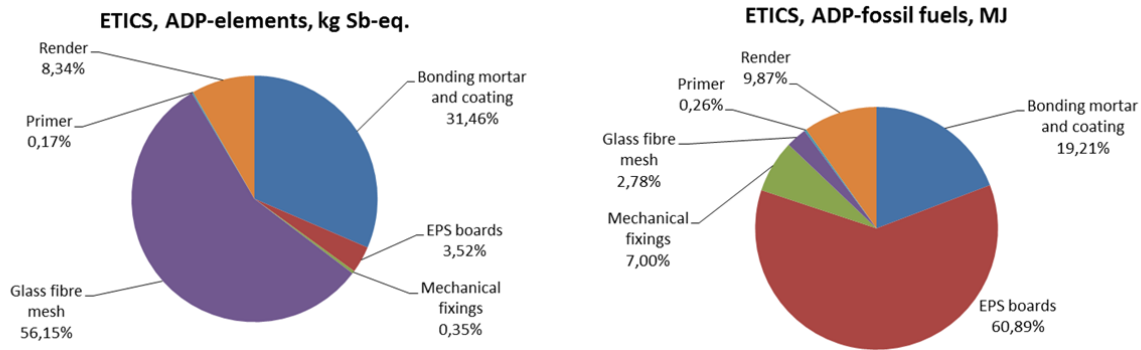 ETICS, ADP-elements, kg Sb-eq.
Render
8,34%
Bonding mortar
and coating
31,46%
Primer
0,17%
EPS boards
3,52%
Mechanical
fixings
0,35%
Glass fibre
mesh
56,15%
ETICS, ADP-fossil fuels, MJ
Render
9,87%
Primer
0,26%
Bonding mortar
and coating
19,21%
Glass fibre
mesh
2,78%
Mechanical
fixings
7,00%
EPS boards
60,89%